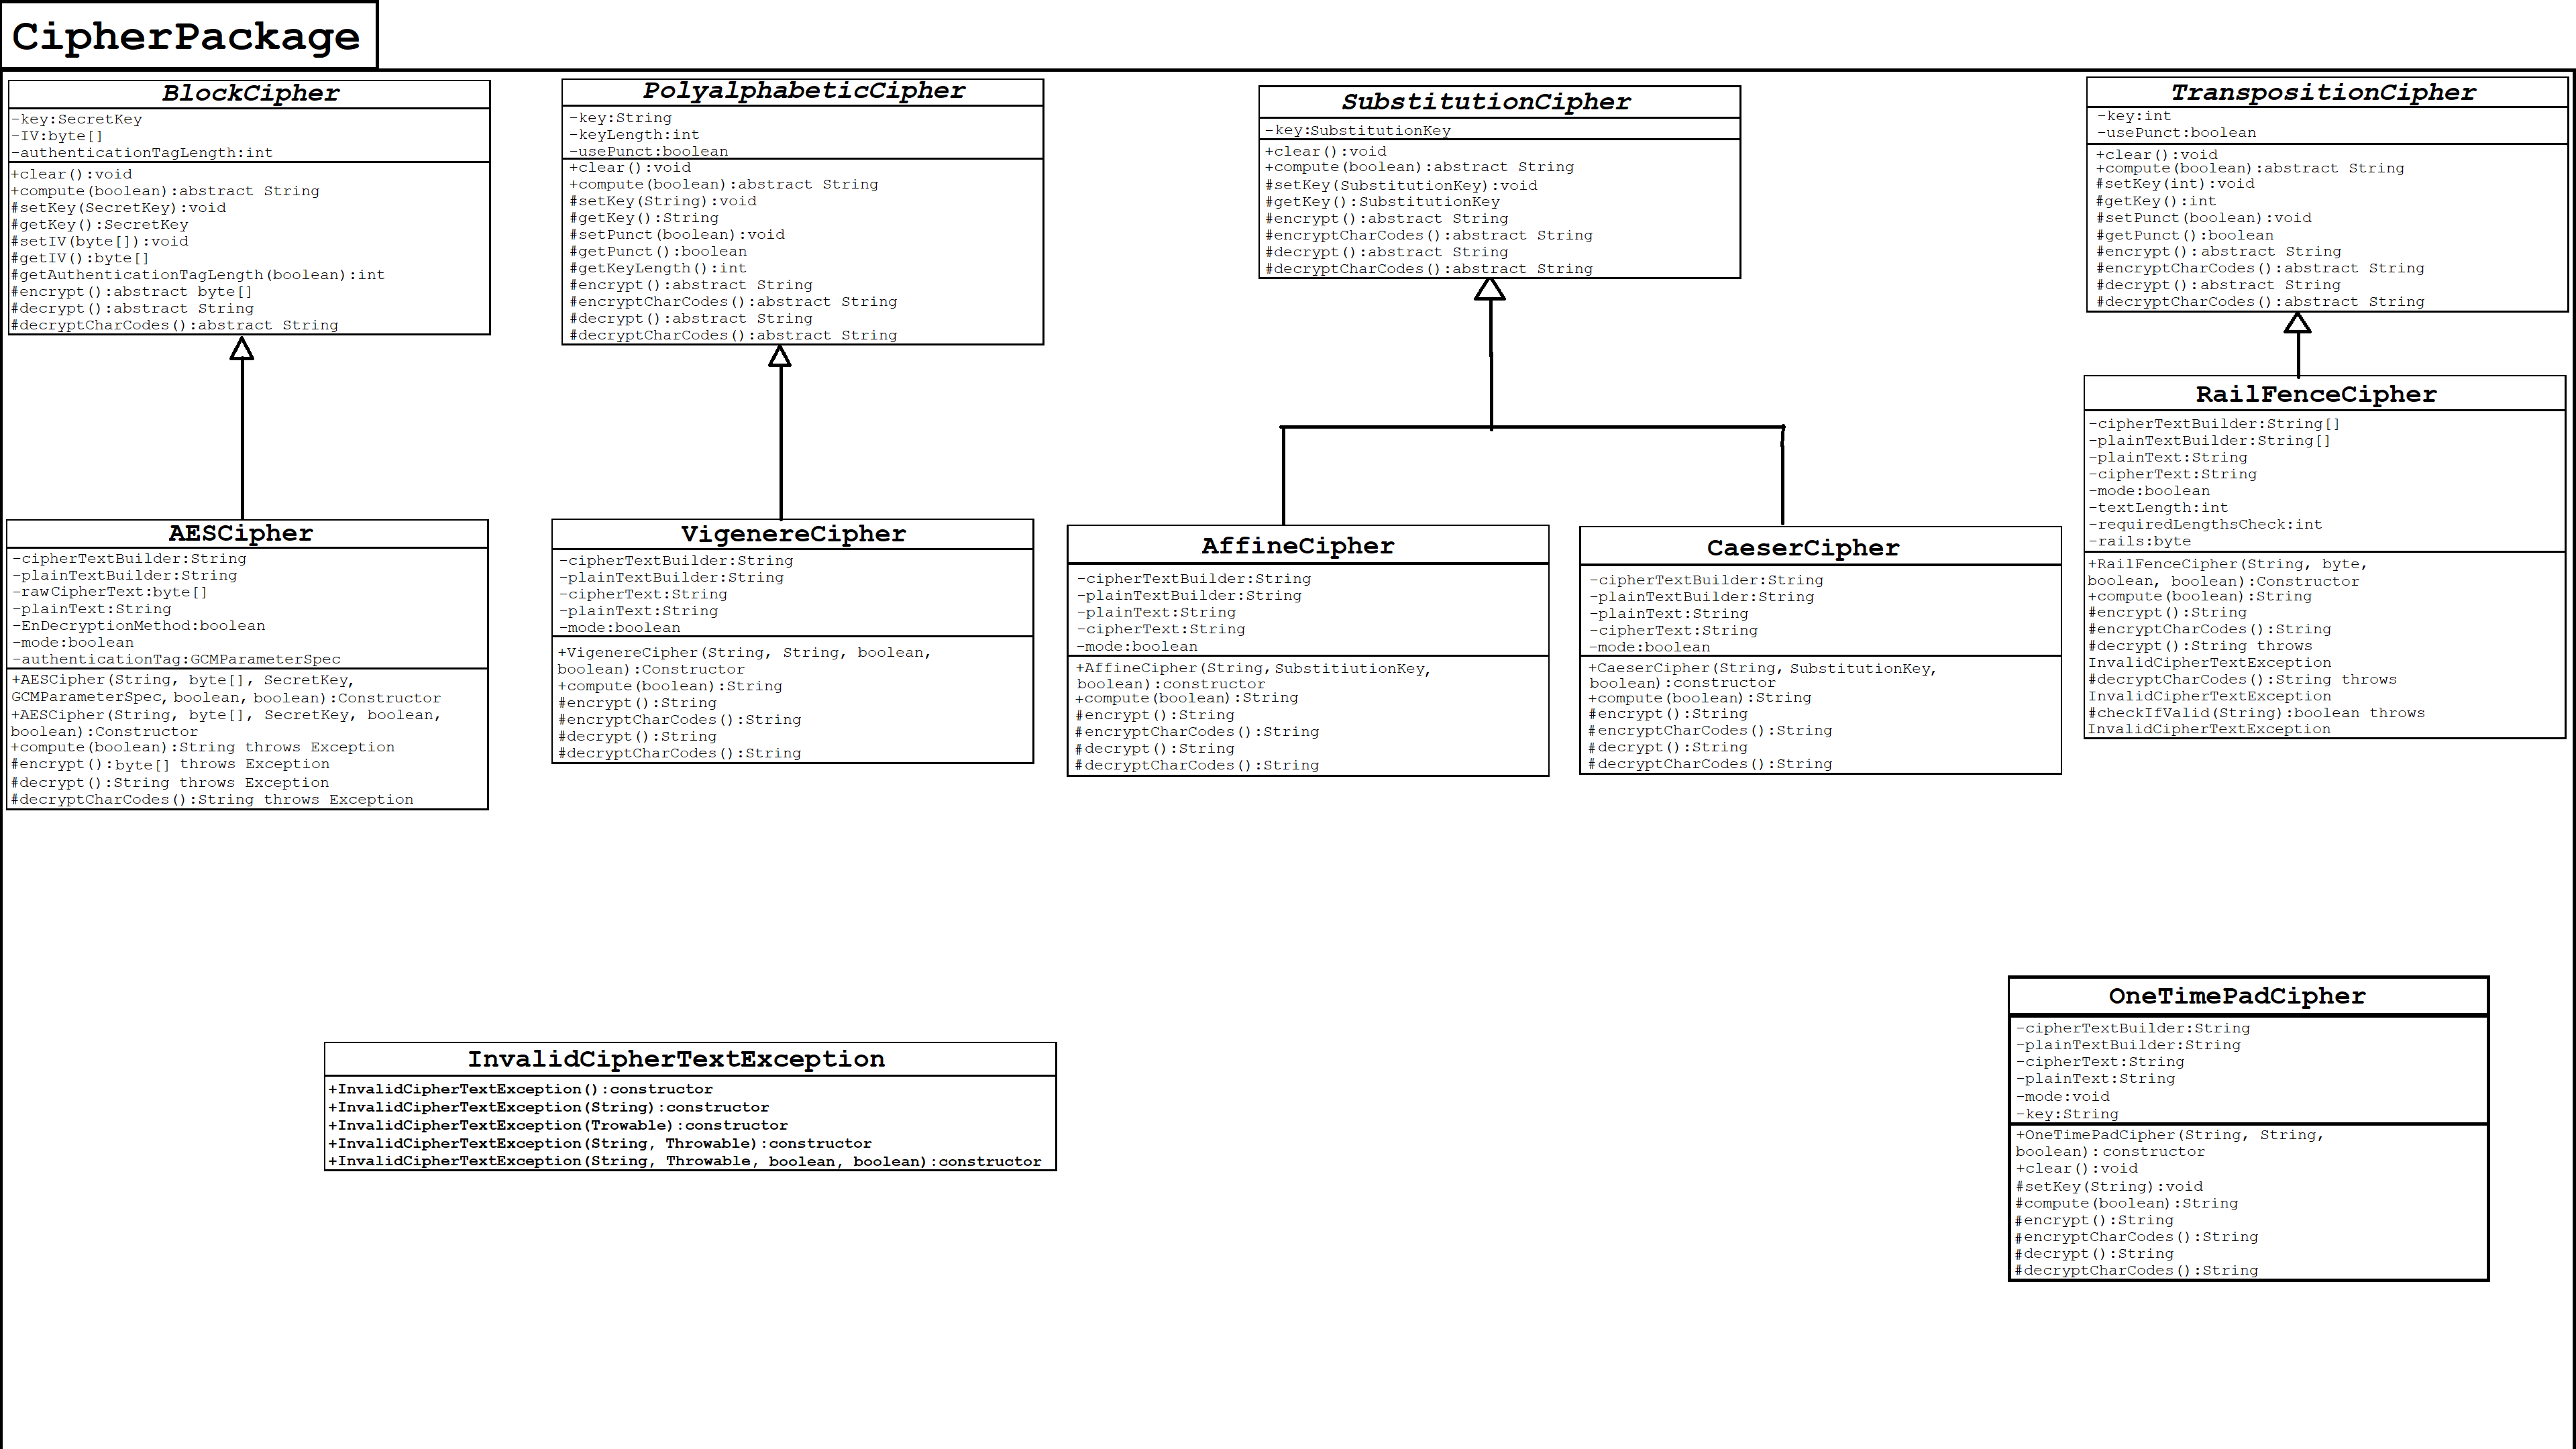 CipherPackage
BlockCipher
-key:SecretKey
-IV:byte[]
-authenticationTagLength:int
+clear():void
+compute(boolean):abstract String
#setKey(SecretKey):void
#getKey():SecretKey
#setIV(byte[]):void
#getIV():byte[]
#getAuthenticationTagLength(boolean):int
#encrypt():abstract byte[]
#decrypt():abstract String
#decryptCharCodes():abstract String
PolyalphabeticCipher
-key:String
-keyLength:int
-usePunct:boolean
+clear():void
+compute(boolean):abstract String
#setKey(String):void
#getKey():String
#setPunct(boolean):void
#getPunct():boolean
#getKeyLength():int
#encrypt():abstract String
#encryptCharCodes():abstract String
#decrypt():abstract String
#decryptCharCodes():abstract String
SubstitutionCipher
-key:SubstitutionKey
+clear():void
+compute(boolean):abstract String
#setKey(SubstitutionKey):void
#getKey():SubstitutionKey
#encrypt():abstract String
#encryptCharCodes():abstract String
#decrypt():abstract String
#decryptCharCodes():abstract String
TranspositionCipher
-key:int
-usePunct:boolean
+clear():void
+compute(boolean):abstract String
#setKey(int):void
#getKey():int
#setPunct(boolean):void
#getPunct():boolean
#encrypt():abstract String
#encryptCharCodes():abstract String
#decrypt():abstract String
#decryptCharCodes():abstract String
AESCipher
-cipherTextBuilder:String
-plainTextBuilder:String
-rawCipherText:byte[]
-plainText:String
-EnDecryptionMethod:boolean
-mode:boolean
-authenticationTag:GCMParameterSpec
+AESCipher(String, byte[], SecretKey,
GCMParameterSpec, boolean, boolean):Constructor
+AESCipher(String, byte[], SecretKey, boolean,
boolean):Constructor
+compute(boolean):String throws Exception
#encrypt():byte[] throws Exception
#decrypt():String throws Exception
#decryptCharCodes():String throws Exception
VigenereCipher
-cipherTextBuilder:String
-plainTextBuilder:String
-cipherText:String
-plainText:String
-mode:boolean
+VigenereCipher(String, String, boolean,
boolean):Constructor
+compute(boolean):String
#encrypt():String
#encryptCharCodes():String
#decrypt():String
#decryptCharCodes():String
AffineCipher
-cipherTextBuilder:String
-plainTextBuilder:String
-plainText:String
-cipherText:String
-mode:boolean
+AffineCipher(String, SubstitiutionKey,
boolean):constructor
+compute(boolean):String
#encrypt():String
#encryptCharCodes():String
#decrypt():String
#decryptCharCodes():String
CaeserCipher
-cipherTextBuilder:String
-plainTextBuilder:String
-plainText:String
-cipherText:String
-mode:boolean
+CaeserCipher(String, SubstitutionKey,
boolean):constructor
+compute(boolean):String
#encrypt():String
#encryptCharCodes():String
#decrypt():String
#decryptCharCodes():String
RailFenceCipher
-cipherTextBuilder:String[]
-plainTextBuilder:String[]
-plainText:String
-cipherText:String
-mode:boolean
-textLength:int
-requiredLengthsCheck:int
-rails:byte
+RailFenceCipher(String, byte,
boolean, boolean):Constructor
+compute(boolean):String
#encrypt():String
#encryptCharCodes():String
#decrypt():String throws
InvalidCipherTextException
#decryptCharCodes():String throws
InvalidCipherTextException
#checkIfValid(String):boolean throws
InvalidCipherTextException
InvalidCipherTextException
+InvalidCipherTextException():constructor
+InvalidCipherTextException(String):constructor
+InvalidCipherTextException(Trowable):constructor
+InvalidCipherTextException(String, Throwable):constructor
+InvalidCipherTextException(String, Throwable, boolean, boolean):constructor
OneTimePadCipher
-cipherTextBuilder:String
-plainTextBuilder:String
-cipherText:String
-plainText:String
-mode:void
-key:String
+OneTimePadCipher(String, String,
boolean):constructor
+clear():void
#setKey(String):void
#compute(boolean):String
#encrypt():String
#encryptCharCodes():String
#decrypt():String
#decryptCharCodes():String